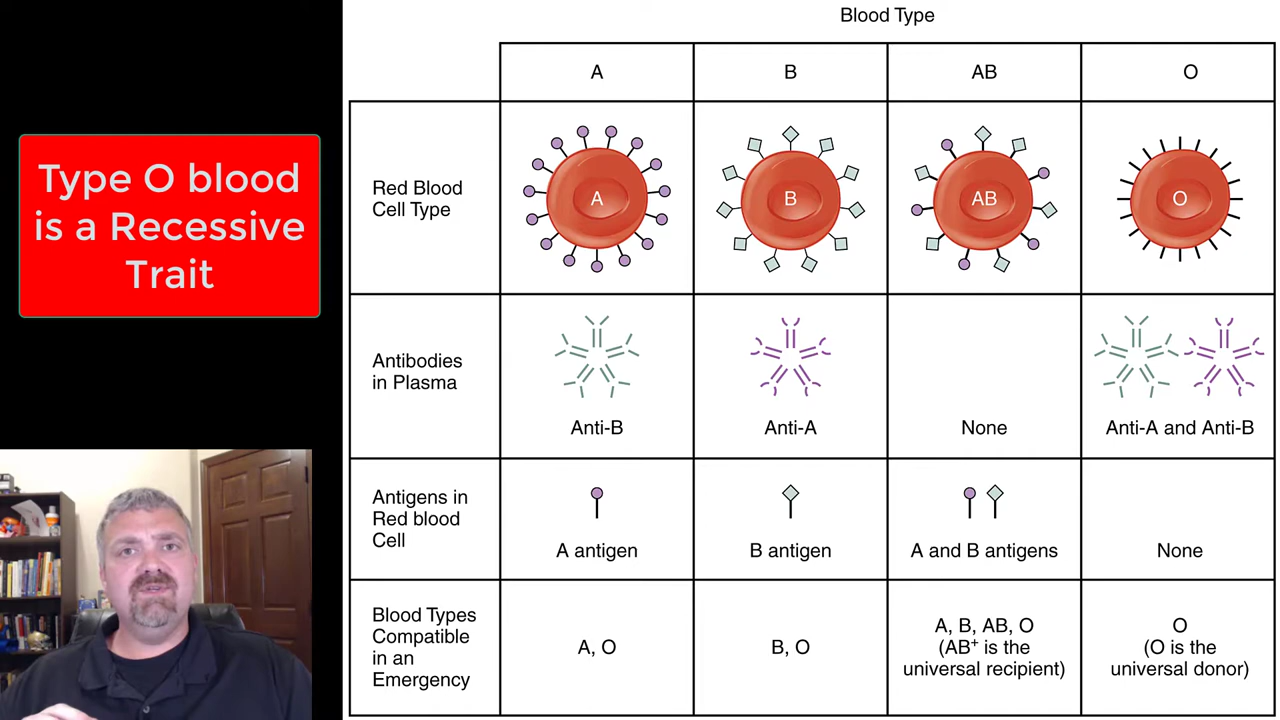 Type O blood
is a Recessive
Trait
Blood Type
A
B
AB
O
Red Blood
Cell Type
A
B
AB
O
Antibodies
in Plasma
Anti-B
Anti-A
None
Anti-A and Anti-B
Antigens in
Red blood
Cell
A antigen
B antigen
A and B antigens
None
Blood Types
Compatible
in an
Emergency
A, O
B, O
A, B, AB, O
(AB⁺ is the
universal recipient)
O
(O is the
universal donor)